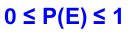 0 ≤ P(E) ≤ 1